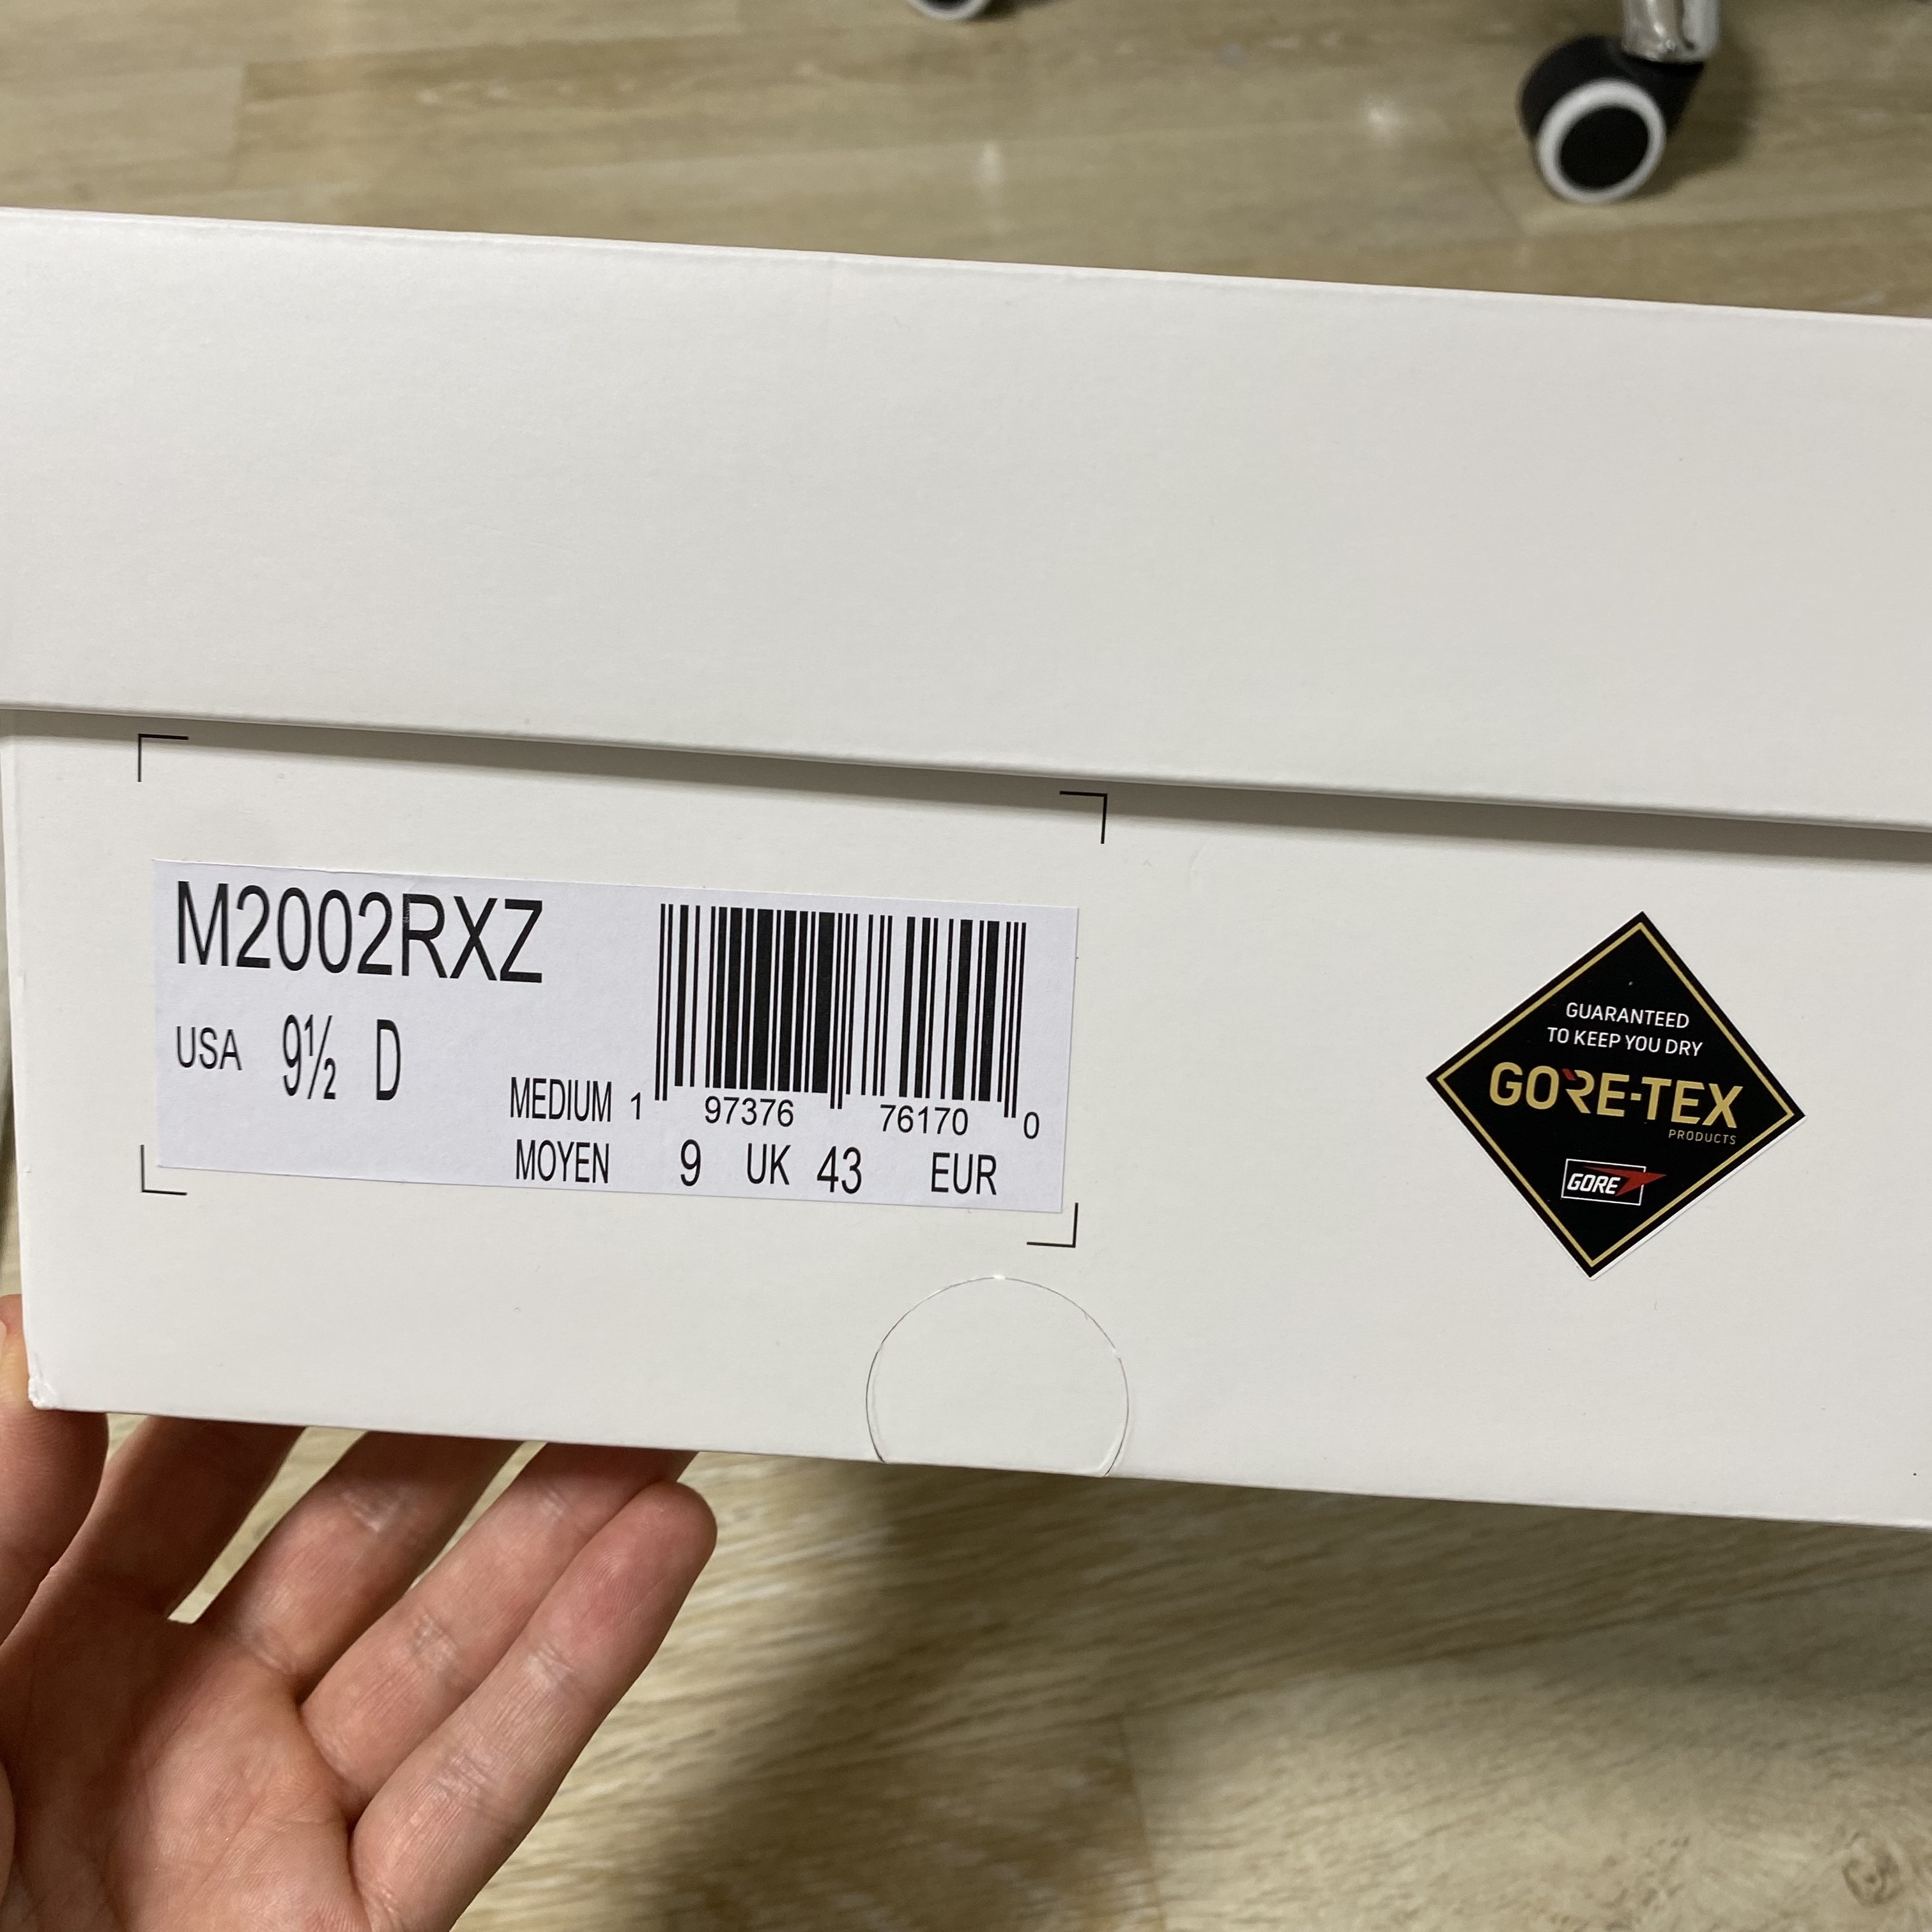 M2002RXZ
USA 9½ D
MEDIUM 1 97376 76170 0
MOYEN 9 UK 43 EUR
GUARANTEED
TO KEEP YOU DRY
GORE-TEX
PRODUCTS
GORE